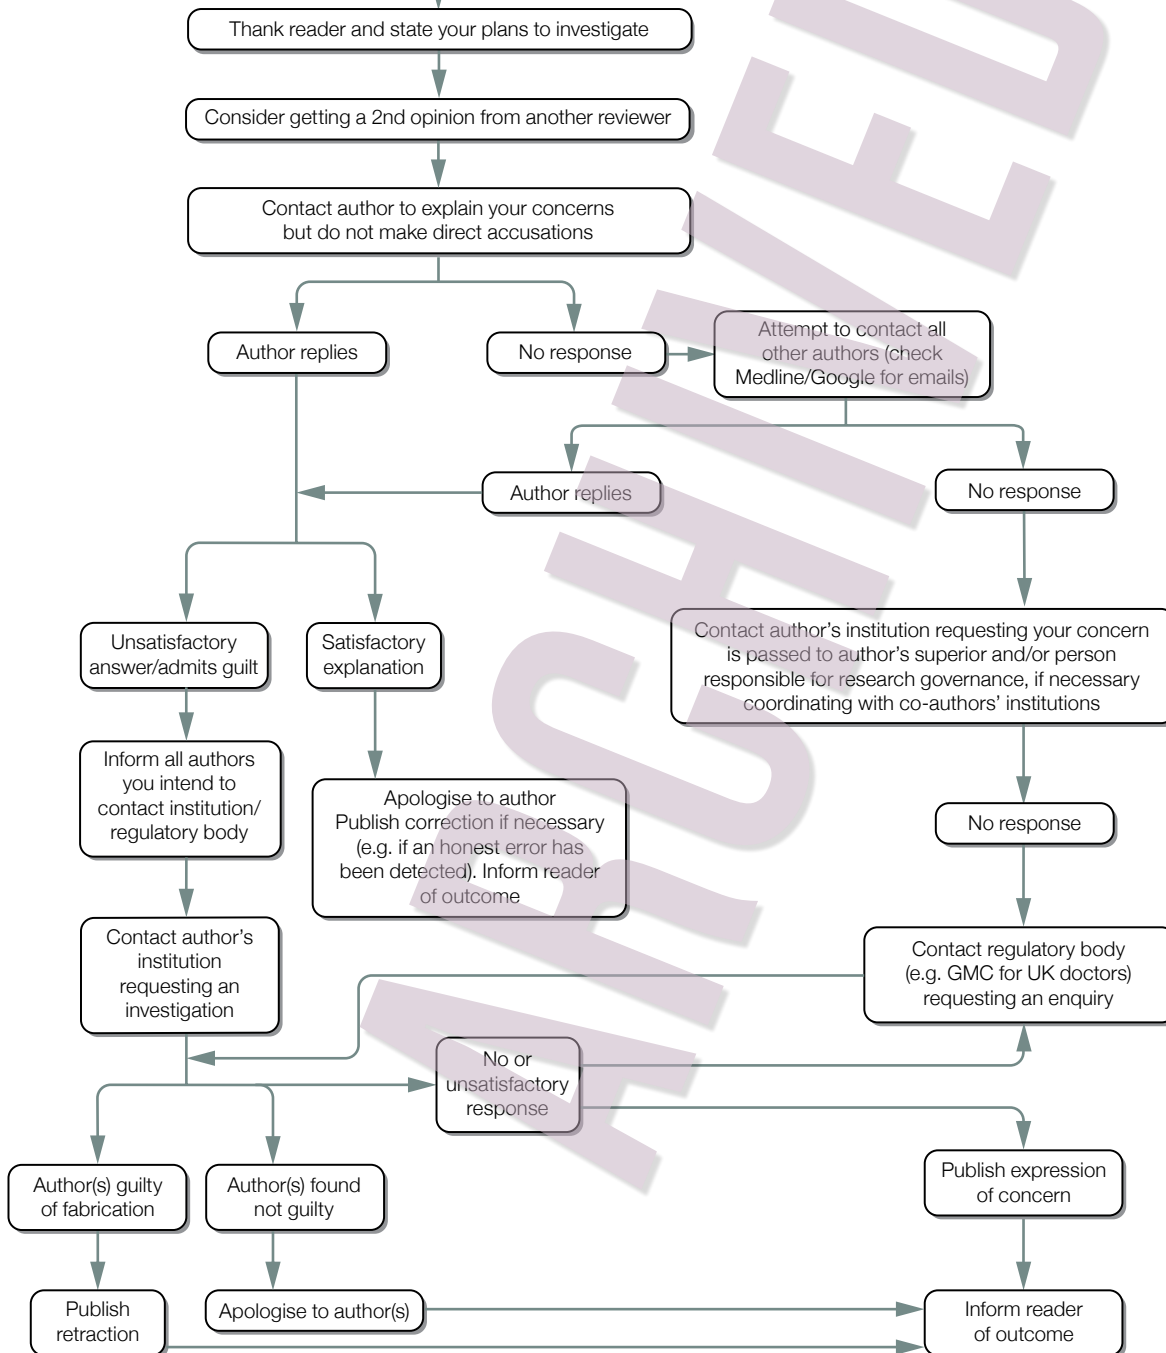 Thank reader and state your plans to investigate
Consider getting a 2nd opinion from another reviewer
Contact author to explain your concerns
but do not make direct accusations
Author replies
No response
Attempt to contact all
other authors (check
Medline/Google for emails)
Author replies
No response
Unsatisfactory
answer/admits guilt
Satisfactory
explanation
Contact author’s institution requesting your concern
is passed to author’s superior and/or person
responsible for research governance, if necessary
coordinating with co-authors’ institutions
Inform all authors
you intend to
contact institution/
regulatory body
Apologise to author
Publish correction if necessary
(e.g. if an honest error has
been detected). Inform reader
of outcome
No response
Contact author’s
institution
requesting an
investigation
Contact regulatory body
(e.g. GMC for UK doctors)
requesting an enquiry
No or
unsatisfactory
response
Author(s) guilty
of fabrication
Author(s) found
not guilty
Publish expression
of concern
Publish
retraction
Apologise to author(s)
Inform reader
of outcome
ARCHIVED